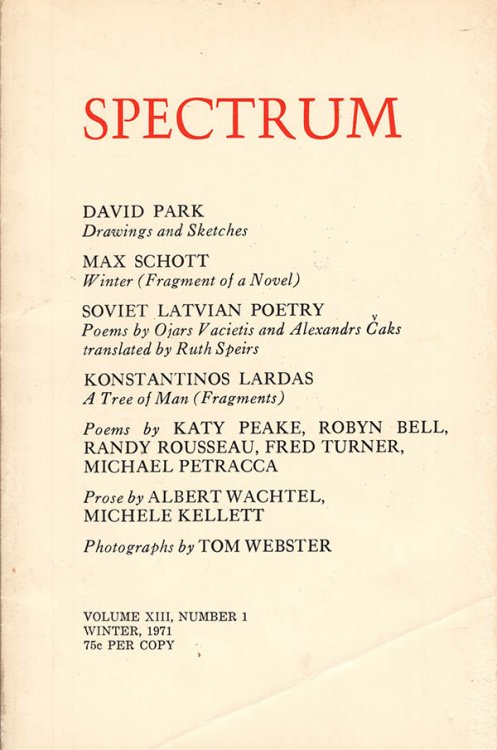 SPECTRUM
DAVID PARK
Drawings and Sketches
MAX SCHOTT
Winter (Fragment of a Novel)
SOVIET LATVIAN POETRY
Poems by Ojars Vacietis and Alexandrs Čaks
translated by Ruth Speirs
KONSTANTINOS LARDAS
A Tree of Man (Fragments)
Poems by KATY PEAKE, ROBYN BELL,
RANDY ROUSSEAU, FRED TURNER,
MICHAEL PETRACCA
Prose by ALBERT WACHTEL,
MICHELE KELLETT
Photographs by TOM WEBSTER
VOLUME XIII, NUMBER 1
WINTER, 1971
75c PER COPY